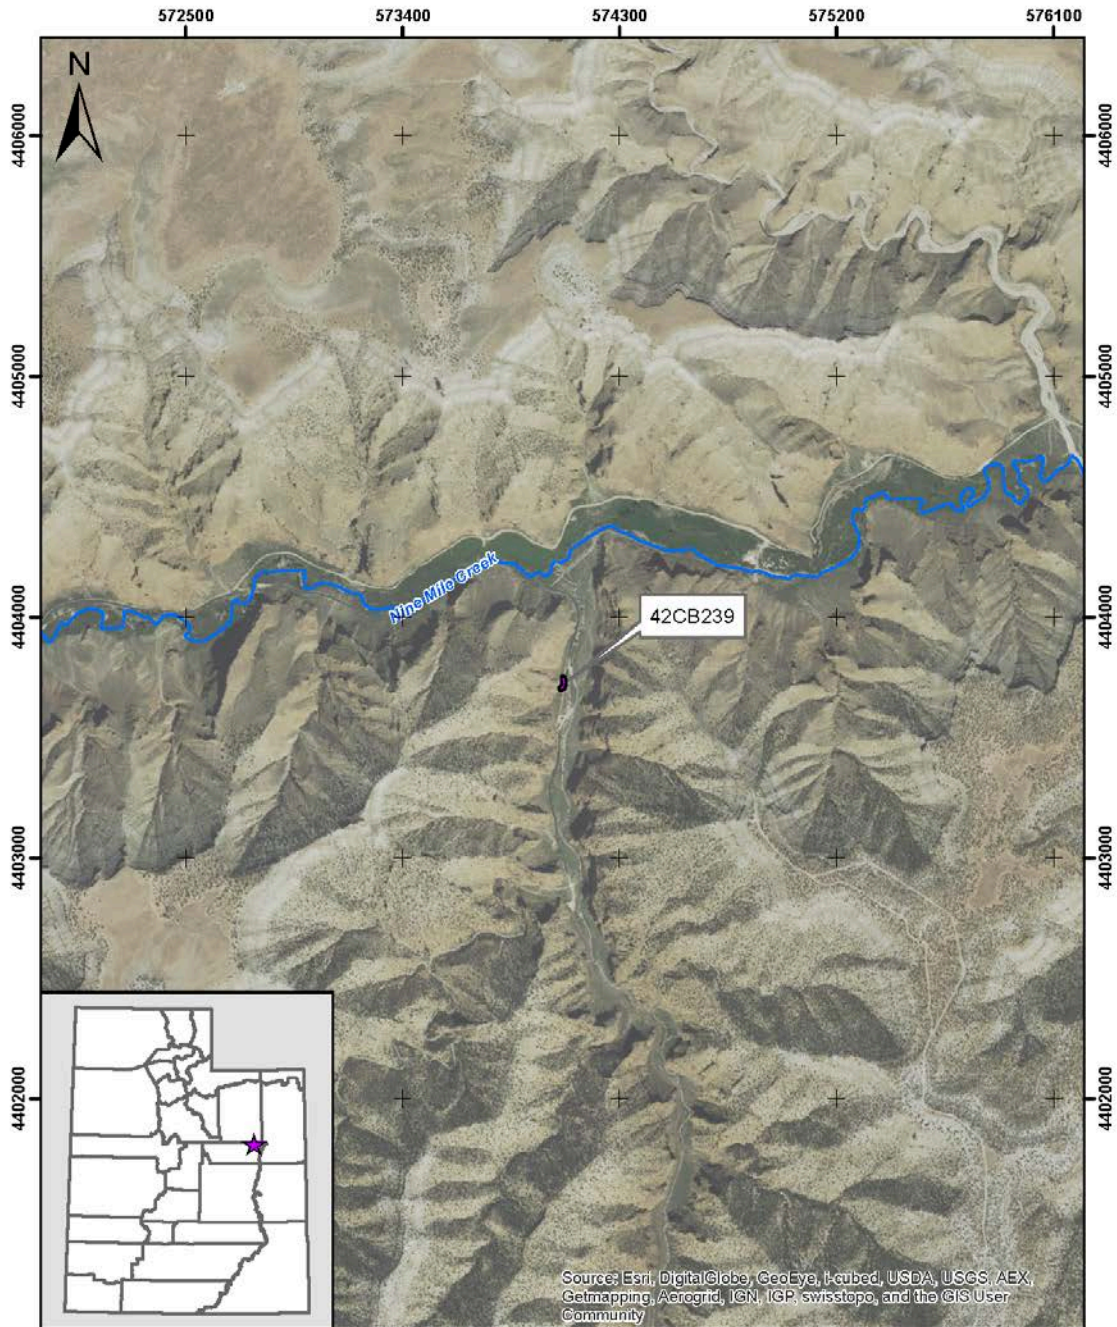 572500 573400 574300 575200 576100
N
4406000 4406000
4405000 4405000
Nine Mile Creek
4404000 4404000
42CB239
4403000 4403000
4402000 4402000
Source: Esri, DigitalGlobe, GeoEye, i-cubed, USDA, USGS, AEX,
Getmapping, Aerogrid, IGN, IGP, swisstopo, and the GIS User
Community